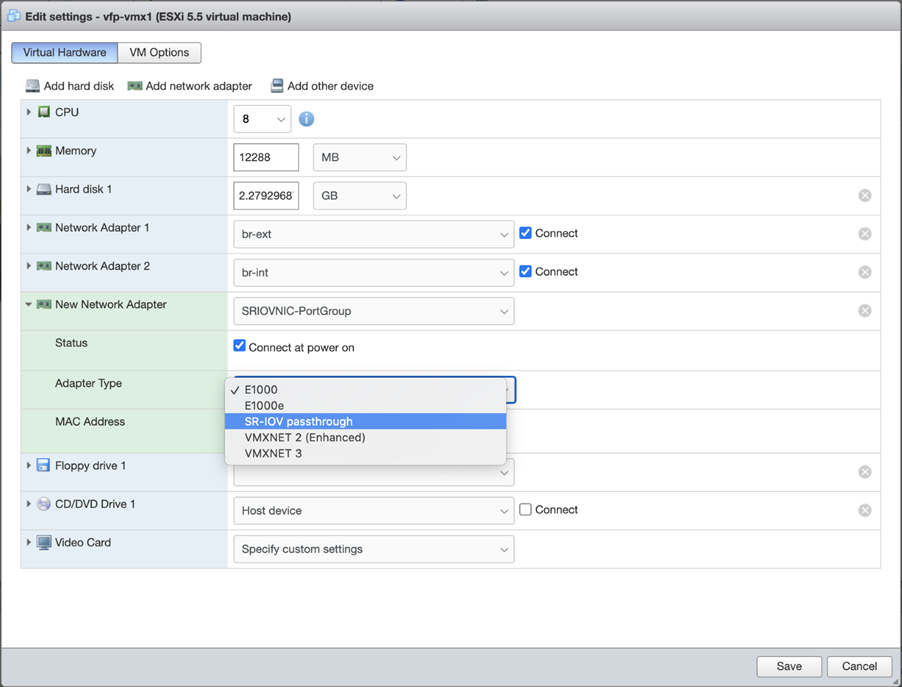 Edit settings - vfp-vmx1 (ESXi 5.5 virtual machine)
Virtual Hardware VM Options
Add hard disk Add network adapter Add other device
CPU 8
Memory 12288 MB
Hard disk 1 2.2792968 GB
Network Adapter 1 br-ext Connect
Network Adapter 2 br-int Connect
New Network Adapter SRIOVNIC-PortGroup
Status Connect at power on
Adapter Type
✓ E1000
E1000e
SR-IOV passthrough
VMXNET 2 (Enhanced)
VMXNET 3
MAC Address
Floppy drive 1
CD/DVD Drive 1 Host device Connect
Video Card Specify custom settings
Save Cancel